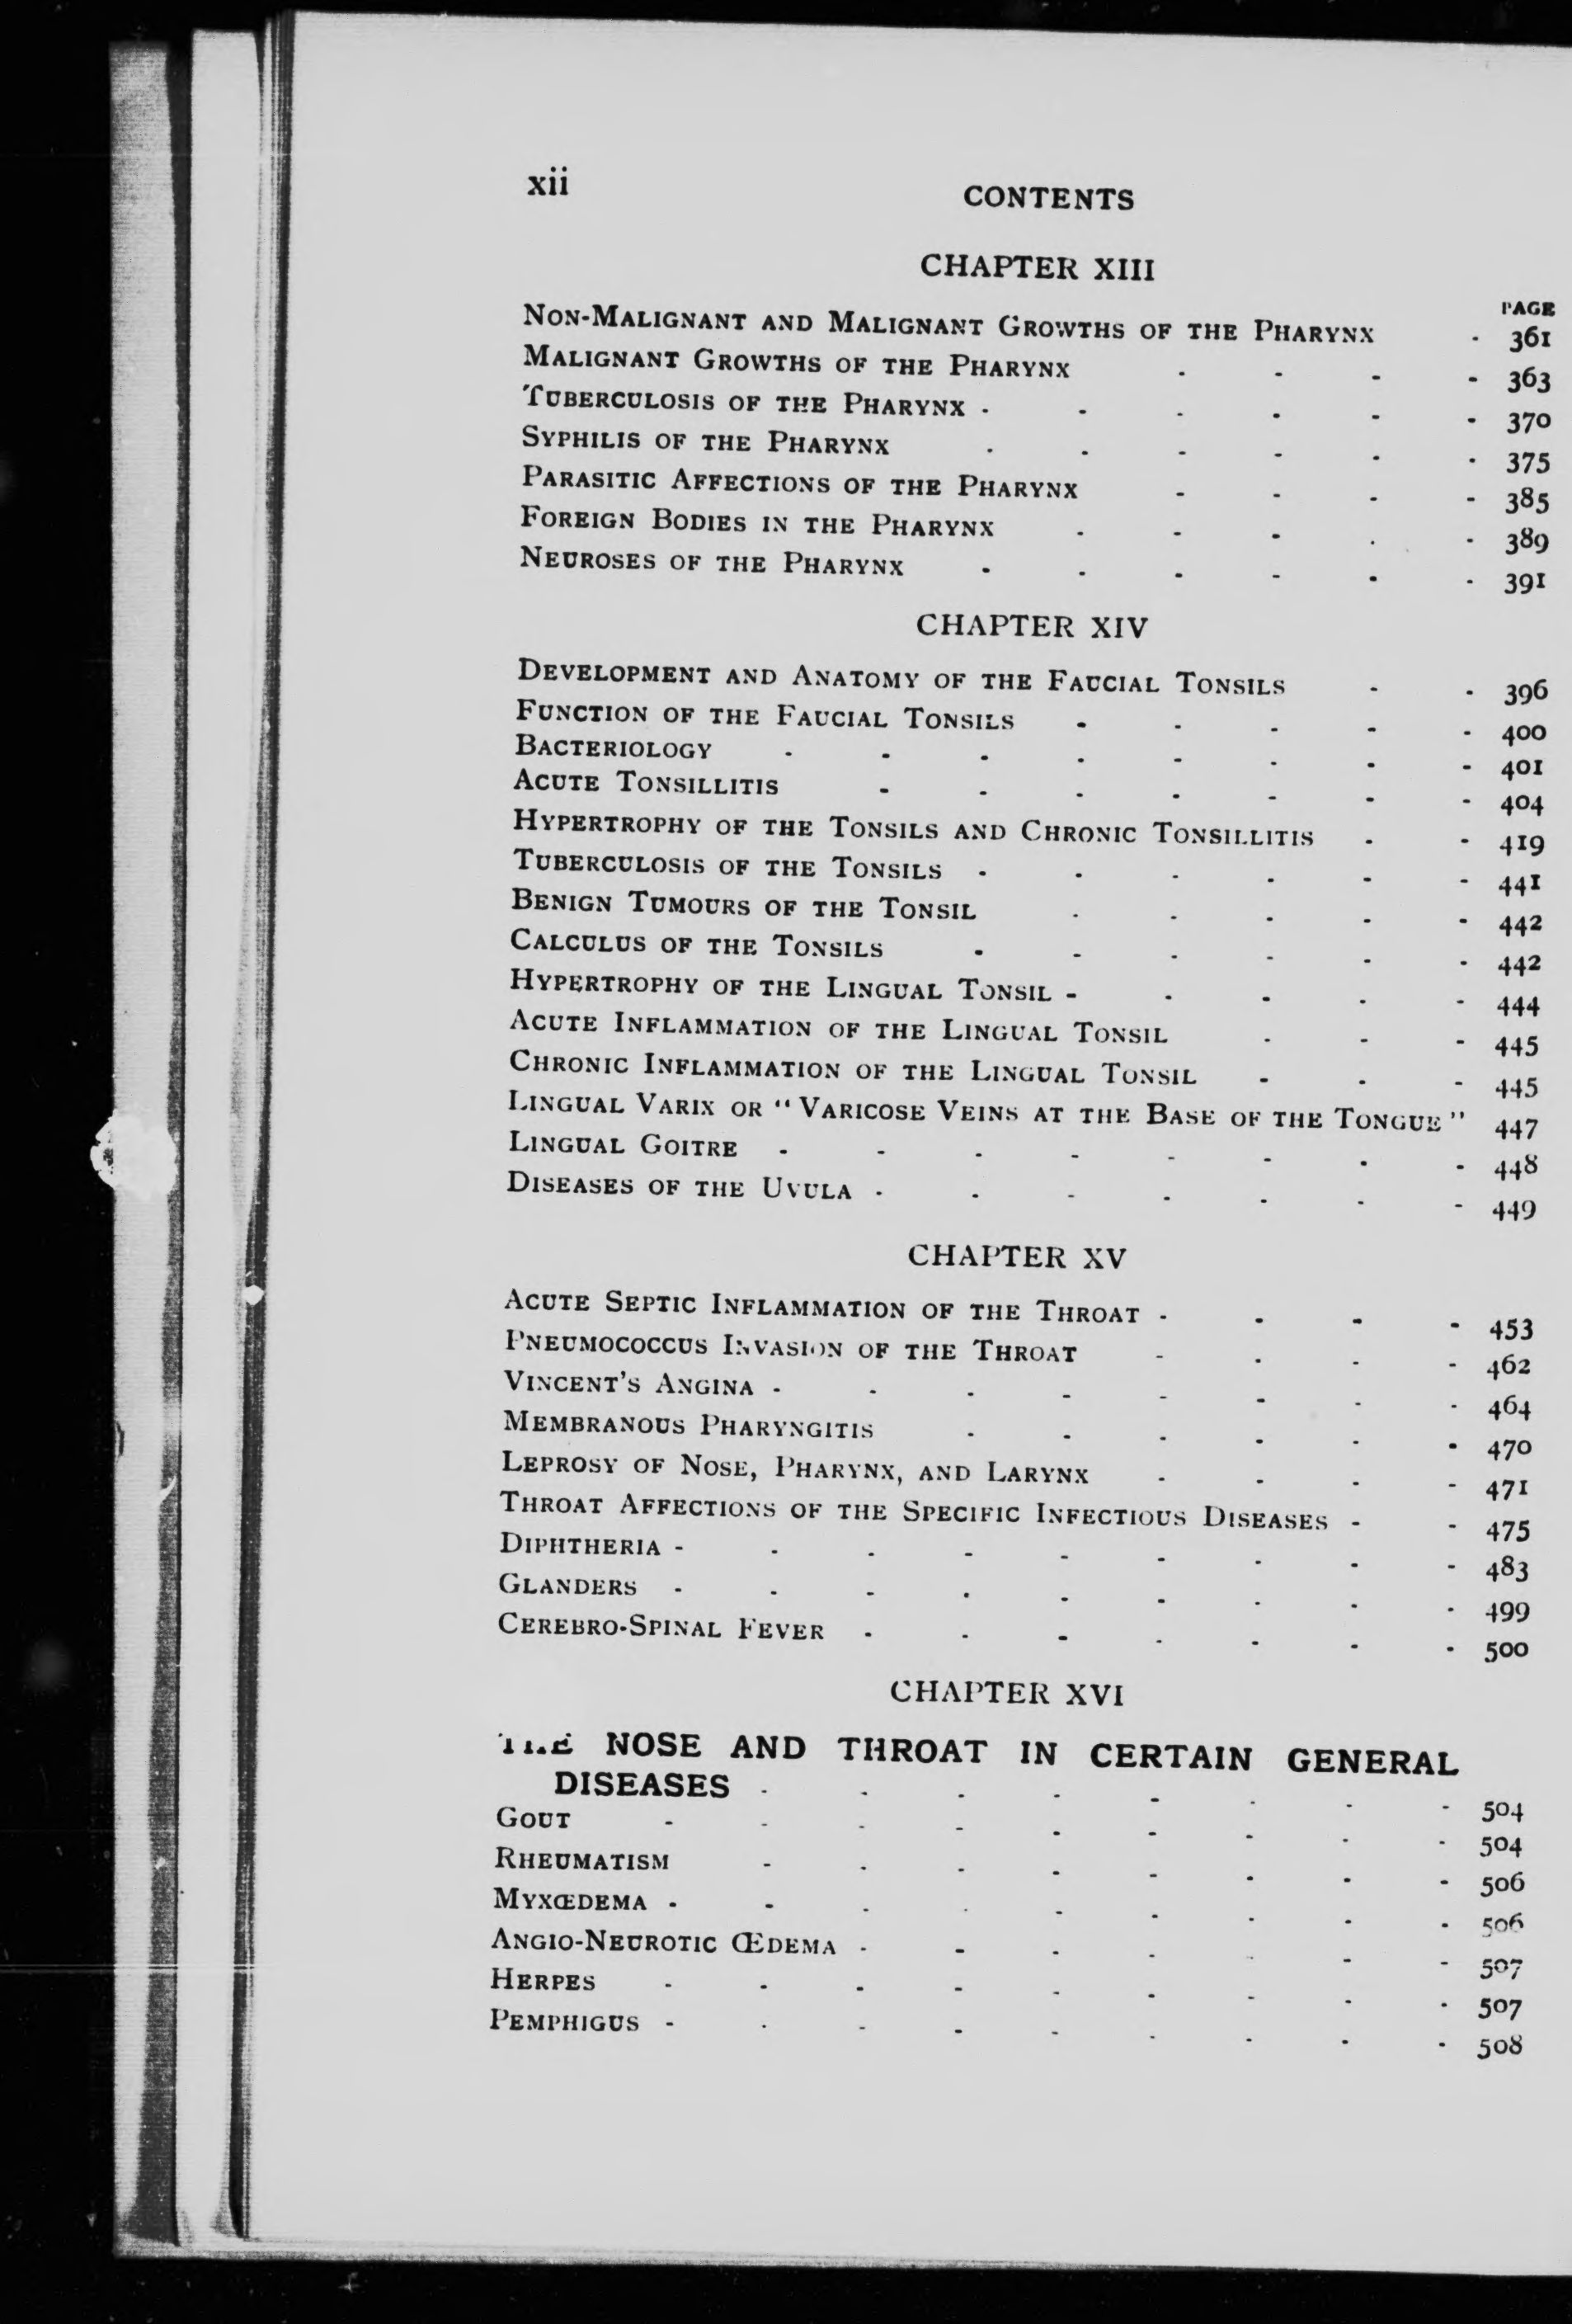 xii
CONTENTS
CHAPTER XIII
PAGE
NON-MALIGNANT AND MALIGNANT GROWTHS OF THE PHARYNX - 361
MALIGNANT GROWTHS OF THE PHARYNX - - - - 363
TUBERCULOSIS OF THE PHARYNX - - - - - - 370
SYPHILIS OF THE PHARYNX - - - - - - 375
PARASITIC AFFECTIONS OF THE PHARYNX - - - - 385
FOREIGN BODIES IN THE PHARYNX - - - - - 389
NEUROSES OF THE PHARYNX - - - - - - 391
CHAPTER XIV
DEVELOPMENT AND ANATOMY OF THE FAUCIAL TONSILS - - 396
FUNCTION OF THE FAUCIAL TONSILS - - - - - 400
BACTERIOLOGY - - - - - - - - 401
ACUTE TONSILLITIS - - - - - - - 404
HYPERTROPHY OF THE TONSILS AND CHRONIC TONSILLITIS - - 419
TUBERCULOSIS OF THE TONSILS - - - - - - 441
BENIGN TUMOURS OF THE TONSIL - - - - - 442
CALCULUS OF THE TONSILS - - - - - - 442
HYPERTROPHY OF THE LINGUAL TONSIL - - - - - 444
ACUTE INFLAMMATION OF THE LINGUAL TONSIL - - - 445
CHRONIC INFLAMMATION OF THE LINGUAL TONSIL - - - 445
LINGUAL VARIX OR "VARICOSE VEINS AT THE BASE OF THE TONGUE" 447
LINGUAL GOITRE - - - - - - - - 448
DISEASES OF THE UVULA - - - - - - - 449
CHAPTER XV
ACUTE SEPTIC INFLAMMATION OF THE THROAT - - - - 453
PNEUMOCOCCUS INVASION OF THE THROAT - - - - 462
VINCENT'S ANGINA - - - - - - - - 464
MEMBRANOUS PHARYNGITIS - - - - - - 470
LEPROSY OF NOSE, PHARYNX, AND LARYNX - - - - 471
THROAT AFFECTIONS OF THE SPECIFIC INFECTIOUS DISEASES - - 475
DIPHTHERIA - - - - - - - - - 483
GLANDERS - - - - - - - - - 499
CEREBRO-SPINAL FEVER - - - - - - - 500
CHAPTER XVI
THE NOSE AND THROAT IN CERTAIN GENERAL
DISEASES - - - - - - - - 504
GOUT - - - - - - - - - 504
RHEUMATISM - - - - - - - - 506
MYXŒDEMA - - - - - - - - - 506
ANGIO-NEUROTIC ŒDEMA - - - - - - - 507
HERPES - - - - - - - - - 507
PEMPHIGUS - - - - - - - - - 508